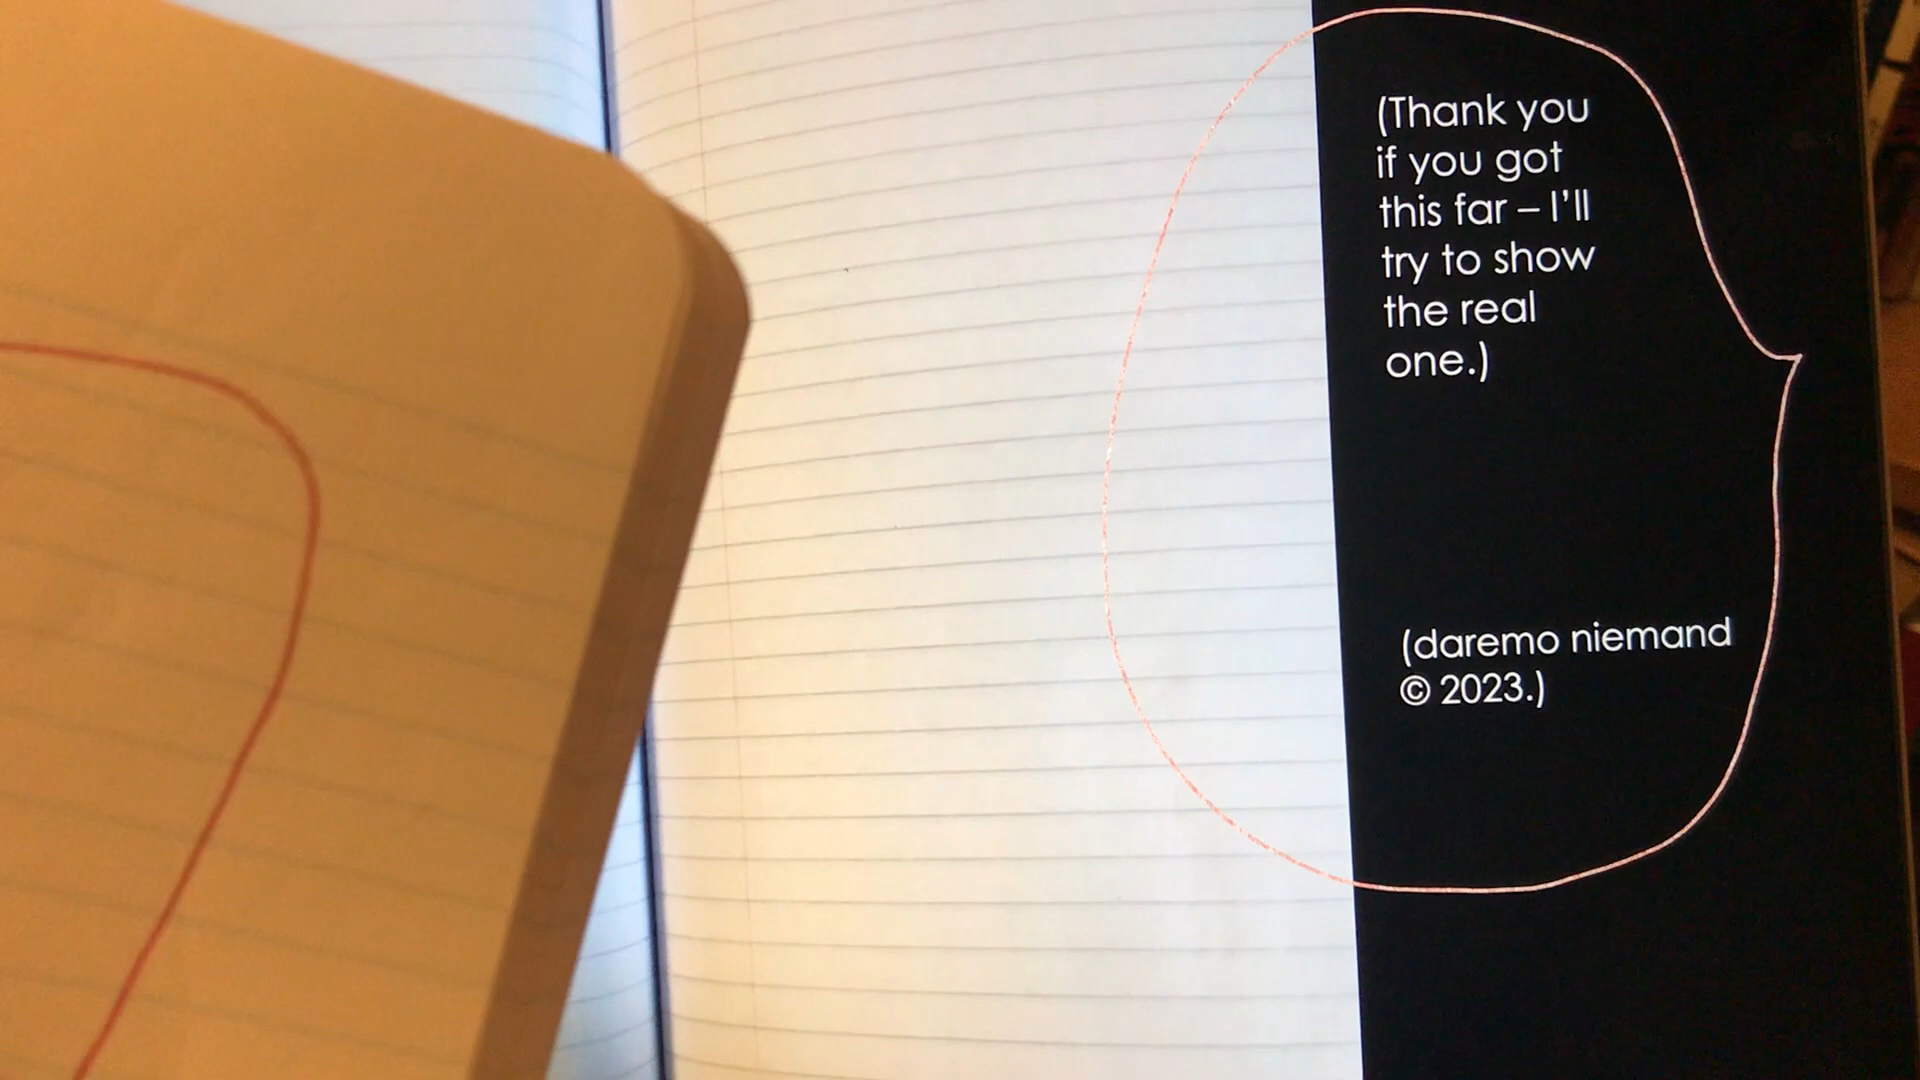 (Thank you
if you got
this far – I’ll
try to show
the real
one.)
(daremo niemand
© 2023.)